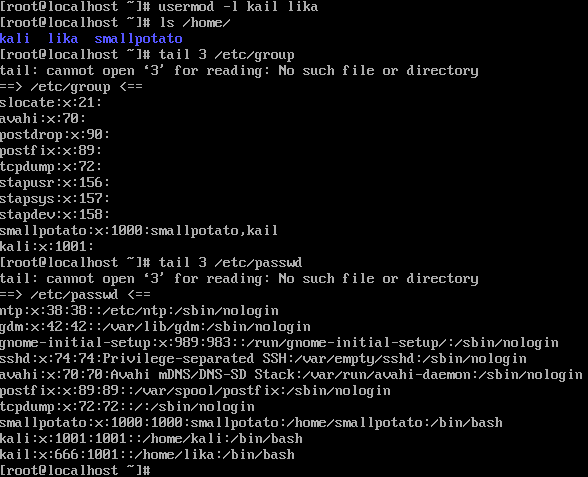 [root@localhost ~]# usermod -l kail lika
[root@localhost ~]# ls /home/
kali  lika  smallpotato
[root@localhost ~]# tail 3 /etc/group
tail: cannot open ‘3’ for reading: No such file or directory
==> /etc/group <==
slocate:x:21:
avahi:x:70:
postdrop:x:90:
postfix:x:89:
tcpdump:x:72:
stapusr:x:156:
stapsys:x:157:
stapdev:x:158:
smallpotato:x:1000:smallpotato,kail
kali:x:1001:
[root@localhost ~]# tail 3 /etc/passwd
tail: cannot open ‘3’ for reading: No such file or directory
==> /etc/passwd <==
ntp:x:38:38::/etc/ntp:/sbin/nologin
gdm:x:42:42::/var/lib/gdm:/sbin/nologin
gnome-initial-setup:x:989:983::/run/gnome-initial-setup/:/sbin/nologin
sshd:x:74:74:Privilege-separated SSH:/var/empty/sshd:/sbin/nologin
avahi:x:70:70:Avahi mDNS/DNS-SD Stack:/var/run/avahi-daemon:/sbin/nologin
postfix:x:89:89::/var/spool/postfix:/sbin/nologin
tcpdump:x:72:72::/:/sbin/nologin
smallpotato:x:1000:1000:smallpotato:/home/smallpotato:/bin/bash
kali:x:1001:1001::/home/kali:/bin/bash
kail:x:666:1001::/home/lika:/bin/bash
[root@localhost ~]#